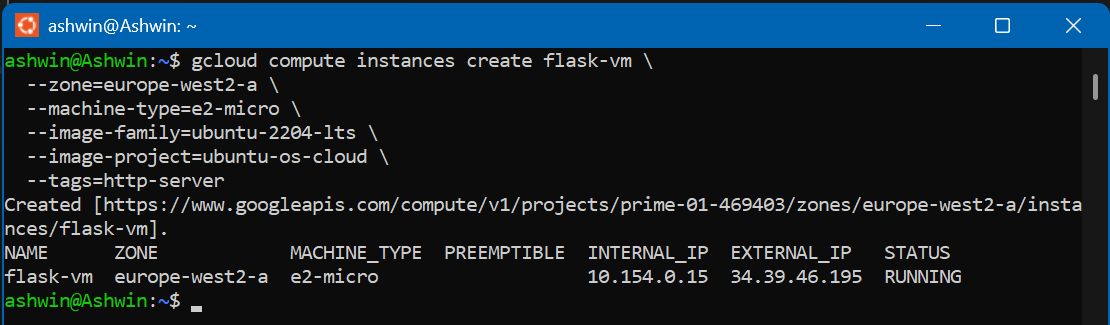 ashwin@Ashwin: ~
ashwin@Ashwin:~$ gcloud compute instances create flask-vm \
  --zone=europe-west2-a \
  --machine-type=e2-micro \
  --image-family=ubuntu-2204-lts \
  --image-project=ubuntu-os-cloud \
  --tags=http-server
Created [https://www.googleapis.com/compute/v1/projects/prime-01-469403/zones/europe-west2-a/insta
nces/flask-vm].
NAME      ZONE            MACHINE_TYPE  PREEMPTIBLE  INTERNAL_IP  EXTERNAL_IP    STATUS
flask-vm  europe-west2-a  e2-micro                   10.154.0.15  34.39.46.195  RUNNING
ashwin@Ashwin:~$